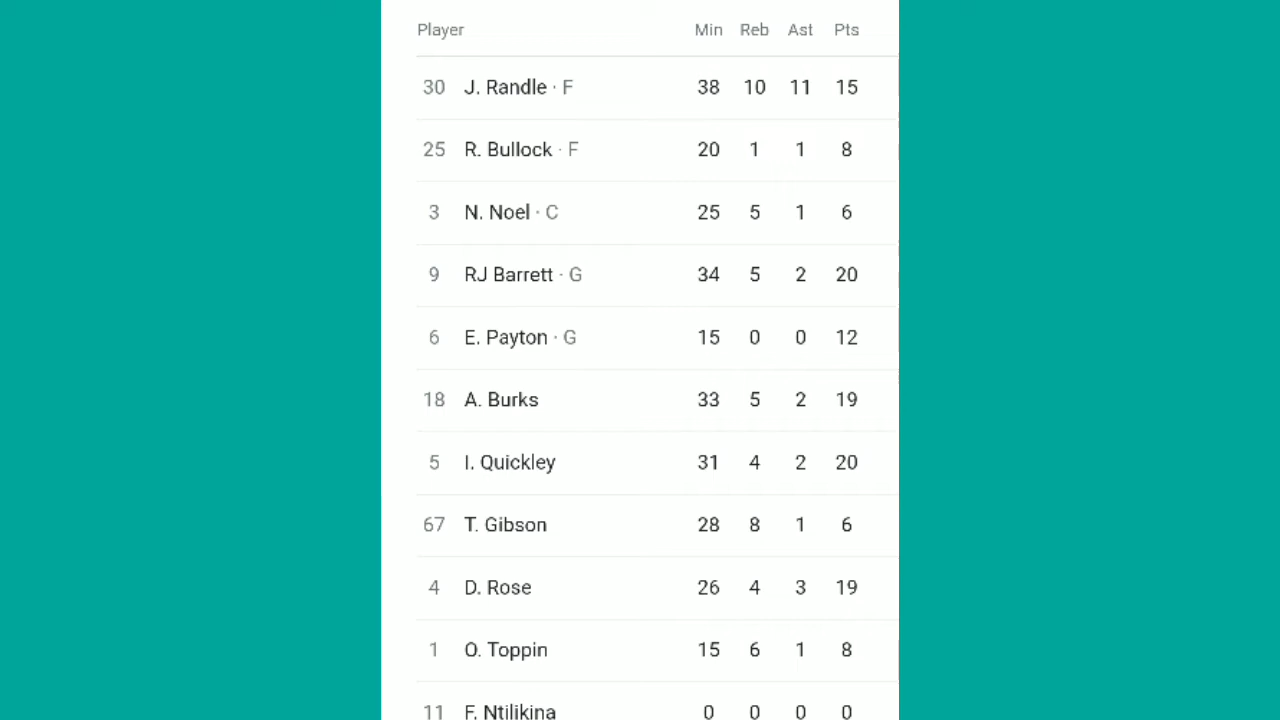 Player Min Reb Ast Pts
30 J. Randle · F 38 10 11 15
25 R. Bullock · F 20 1 1 8
3 N. Noel · C 25 5 1 6
9 RJ Barrett · G 34 5 2 20
6 E. Payton · G 15 0 0 12
18 A. Burks 33 5 2 19
5 I. Quickley 31 4 2 20
67 T. Gibson 28 8 1 6
4 D. Rose 26 4 3 19
1 O. Toppin 15 6 1 8
11 F. Ntilikina 0 0 0 0